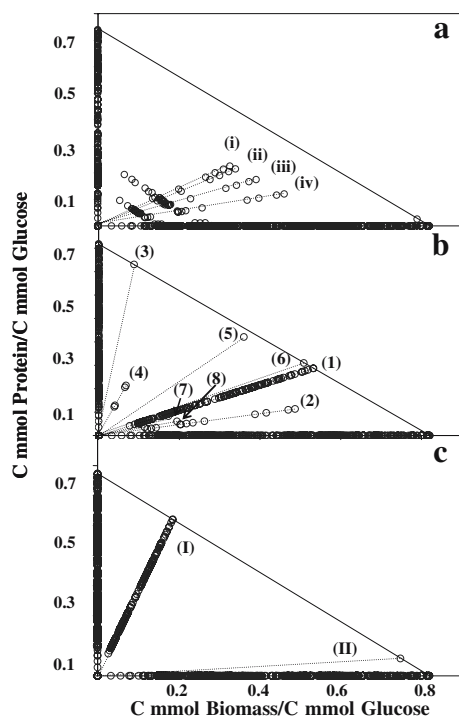 a
0.7
0.5
0.3
0.1
(i)
(ii)
(iii)
(iv)
b
0.7
0.5
0.3
0.1
(3)
(5)
(4)
(6)
(1)
(7)
(8)
(2)
c
0.7
0.5
0.3
0.1
(I)
(II)
0.2
0.4
0.6
0.8
C mmol Protein/C mmol Glucose
C mmol Biomass/C mmol Glucose